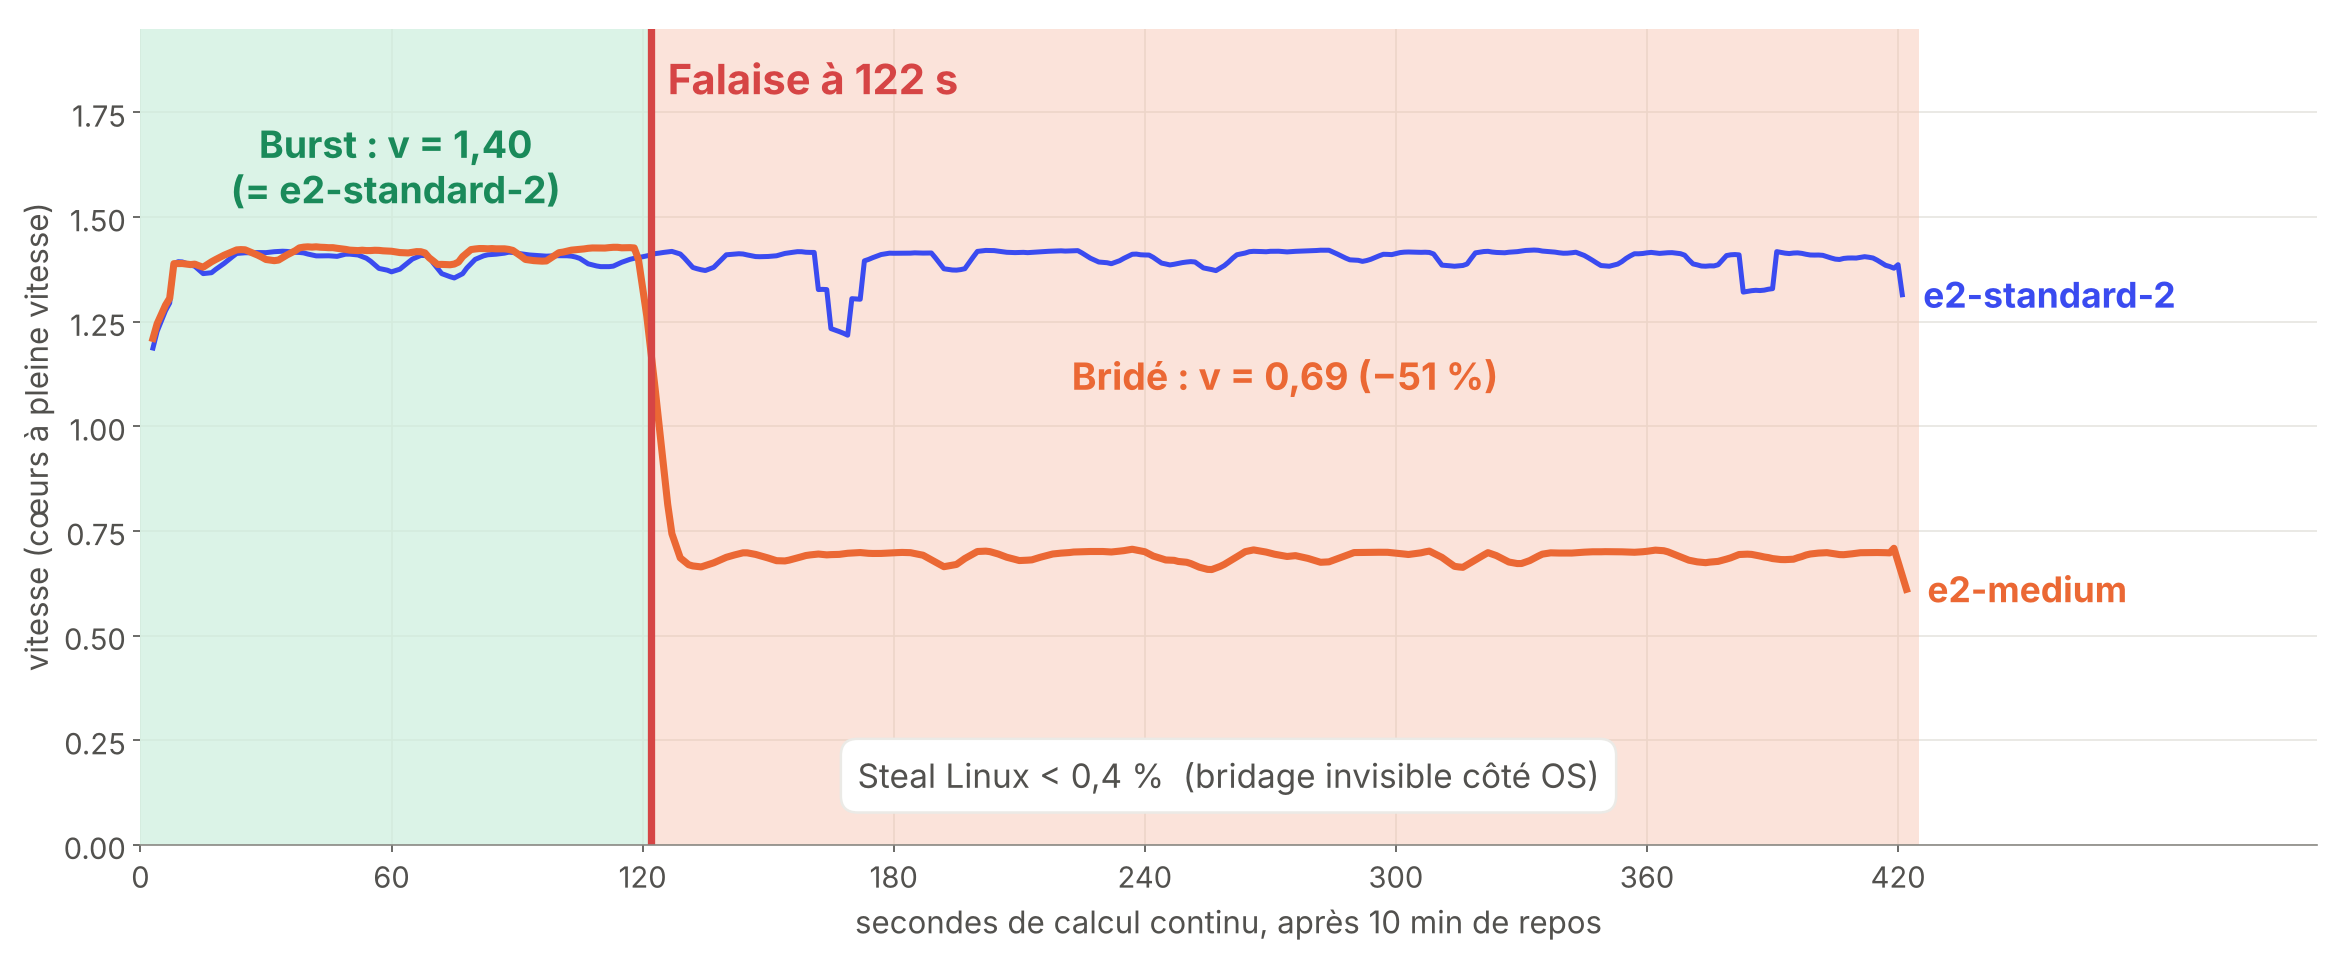 Falaise à 122 s
Burst : v = 1,40
(= e2-standard-2)
e2-standard-2
Bridé : v = 0,69 (−51 %)
e2-medium
Steal Linux < 0,4 %  (bridage invisible côté OS)
vitesse (cœurs à pleine vitesse)
1.75
1.50
1.25
1.00
0.75
0.50
0.25
0.00
0 60 120 180 240 300 360 420
secondes de calcul continu, après 10 min de repos